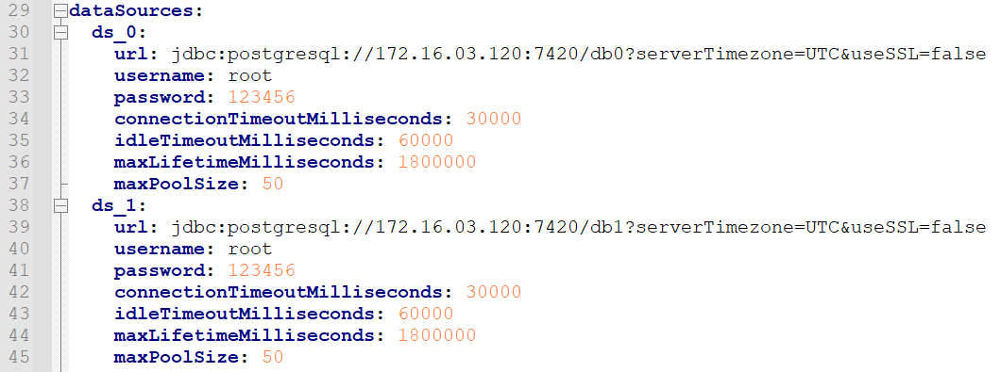 29 dataSources:
30 ds_0:
31 url: jdbc:postgresql://172.16.03.120:7420/db0?serverTimezone=UTC&useSSL=false
32 username: root
33 password: 123456
34 connectionTimeoutMilliseconds: 30000
35 idleTimeoutMilliseconds: 60000
36 maxLifetimeMilliseconds: 1800000
37 maxPoolSize: 50
38 ds_1:
39 url: jdbc:postgresql://172.16.03.120:7420/db1?serverTimezone=UTC&useSSL=false
40 username: root
41 password: 123456
42 connectionTimeoutMilliseconds: 30000
43 idleTimeoutMilliseconds: 60000
44 maxLifetimeMilliseconds: 1800000
45 maxPoolSize: 50